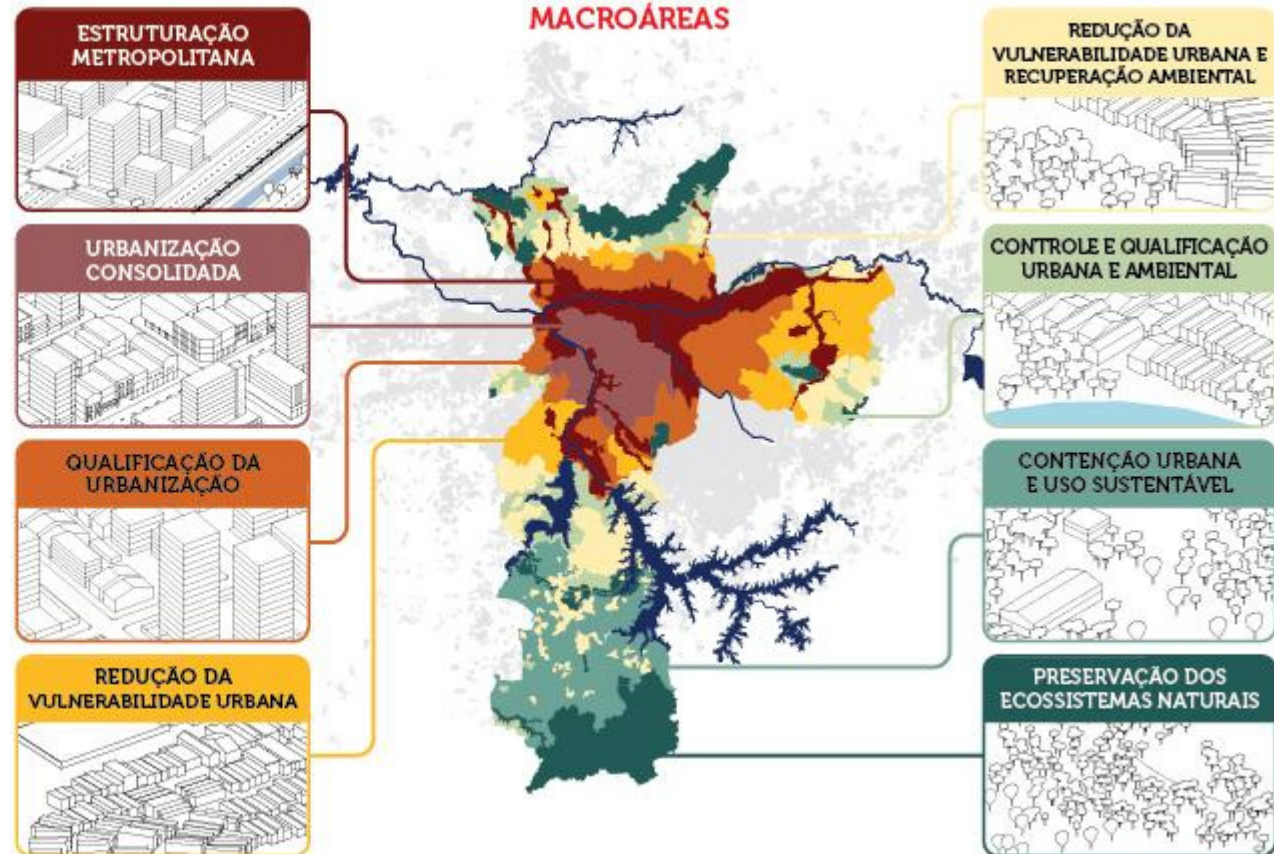 MACROÁREAS
ESTRUTURAÇÃO
METROPOLITANA
URBANIZAÇÃO
CONSOLIDADA
QUALIFICAÇÃO DA
URBANIZAÇÃO
REDUÇÃO DA
VULNERABILIDADE URBANA
REDUÇÃO DA
VULNERABILIDADE URBANA E
RECUPERAÇÃO AMBIENTAL
CONTROLE E QUALIFICAÇÃO
URBANA E AMBIENTAL
CONTENÇÃO URBANA
E USO SUSTENTÁVEL
PRESERVAÇÃO DOS
ECOSSISTEMAS NATURAIS